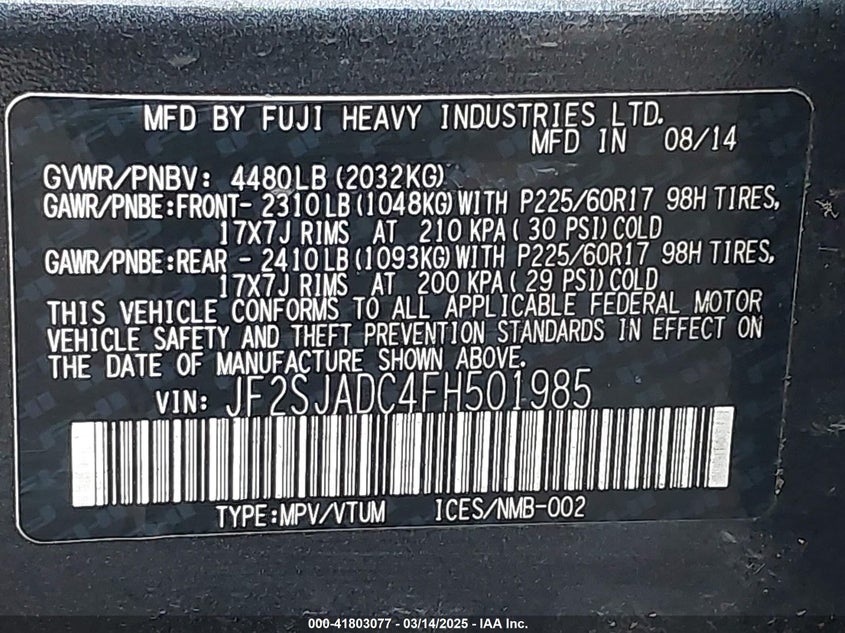 MFD BY FUJI HEAVY INDUSTRIES LTD.
MFD IN 08/14
GVWR/PNBV: 4480LB (2032KG)
GAWR/PNBE:FRONT- 2310LB (1048KG) WITH P225/60R17 98H TIRES,
17X7J RIMS AT 210 KPA ( 30 PSI) COLD
GAWR/PNBE:REAR - 2410LB (1093KG) WITH P225/60R17 98H TIRES,
17X7J RIMS AT 200 KPA ( 29 PSI) COLD
THIS VEHICLE CONFORMS TO ALL APPLICABLE FEDERAL MOTOR
VEHICLE SAFETY AND THEFT PREVENTION STANDARDS IN EFFECT ON
THE DATE OF MANUFACTURE SHOWN ABOVE.
VIN: JF2SJADC4FH501985
TYPE:MPV/VTUM ICES/NMB-002
000-41803077 - 03/14/2025 - IAA Inc.